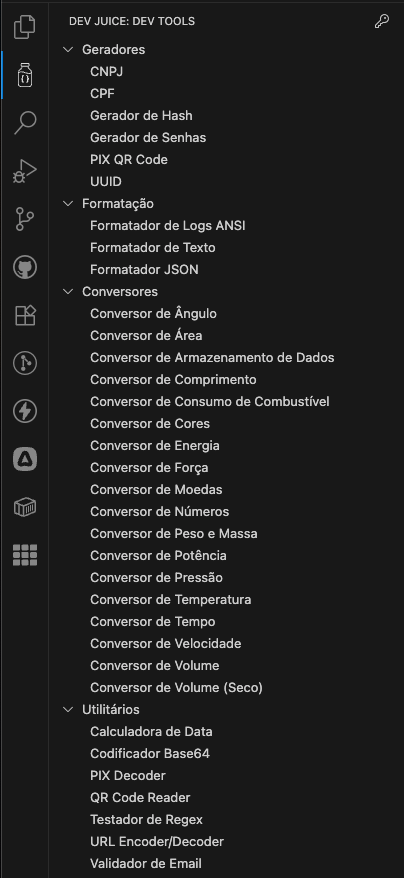 DEV JUICE: DEV TOOLS
Geradores
CNPJ
CPF
Gerador de Hash
Gerador de Senhas
PIX QR Code
UUID
Formatação
Formatador de Logs ANSI
Formatador de Texto
Formatador JSON
Conversores
Conversor de Ângulo
Conversor de Área
Conversor de Armazenamento de Dados
Conversor de Comprimento
Conversor de Consumo de Combustível
Conversor de Cores
Conversor de Energia
Conversor de Força
Conversor de Moedas
Conversor de Números
Conversor de Peso e Massa
Conversor de Potência
Conversor de Pressão
Conversor de Temperatura
Conversor de Tempo
Conversor de Velocidade
Conversor de Volume
Conversor de Volume (Seco)
Utilitários
Calculadora de Data
Codificador Base64
PIX Decoder
QR Code Reader
Testador de Regex
URL Encoder/Decoder
Validador de Email